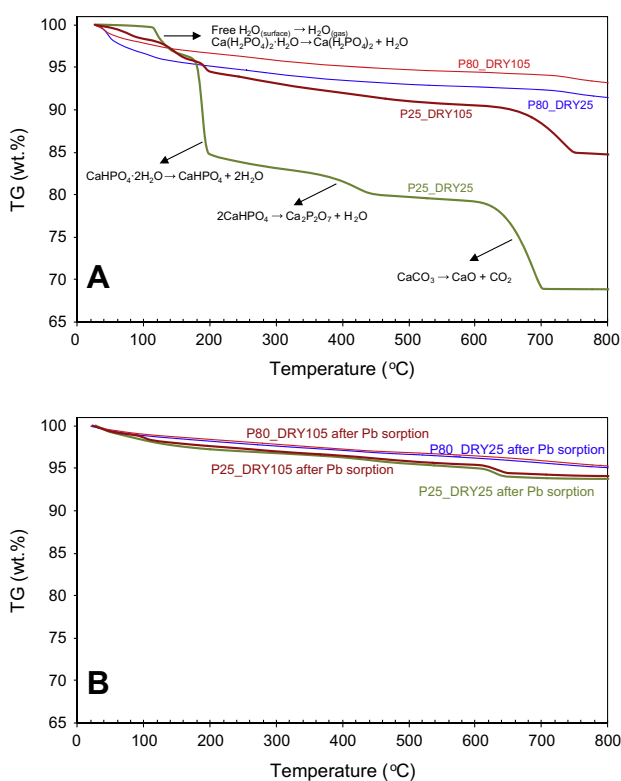 100
95
90
85
80
75
70
65
TG (wt.%)
Free H₂O(surface) → H₂O(gas)
Ca(H₂PO₄)₂·H₂O → Ca(H₂PO₄)₂ + H₂O
P80_DRY105
P80_DRY25
P25_DRY105
CaHPO₄·2H₂O → CaHPO₄ + 2H₂O
P25_DRY25
2CaHPO₄ → Ca₂P₂O₇ + H₂O
CaCO₃ → CaO + CO₂
A
0 100 200 300 400 500 600 700 800
Temperature (°C)
100
95
90
85
80
75
70
65
TG (wt.%)
P80_DRY105 after Pb sorption
P80_DRY25 after Pb sorption
P25_DRY105 after Pb sorption
P25_DRY25 after Pb sorption
B
0 100 200 300 400 500 600 700 800
Temperature (°C)